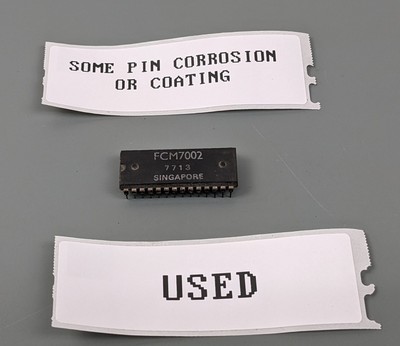 SOME PIN CORROSION
OR COATING
FCM7002
7713
SINGAPORE
USED